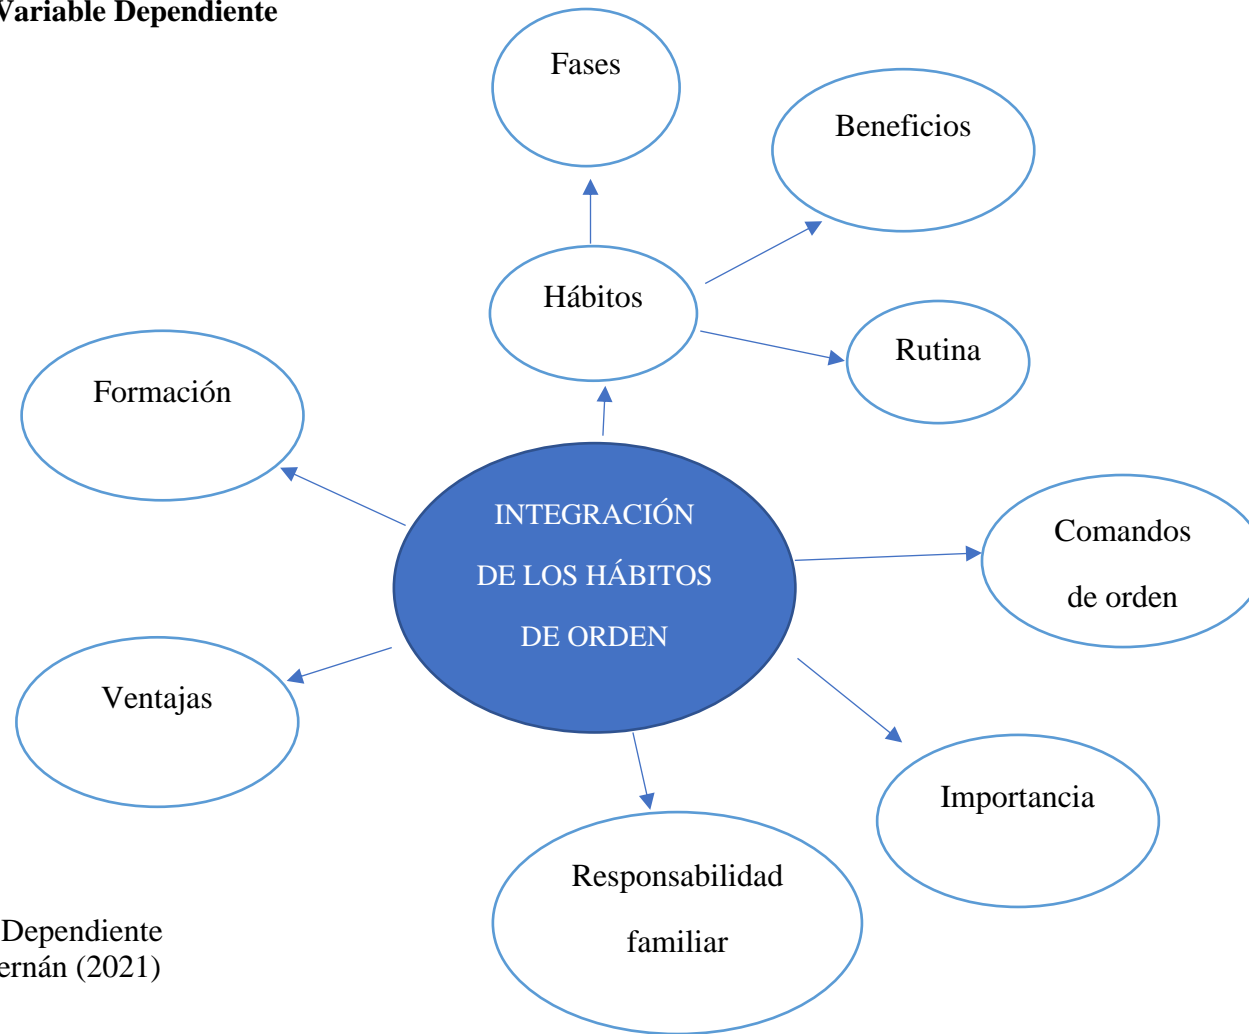 Variable Dependiente
Fases
Beneficios
Hábitos
Rutina
Formación
INTEGRACIÓN
DE LOS HÁBITOS
DE ORDEN
Comandos
de orden
Ventajas
Importancia
Responsabilidad
familiar
Dependiente
ernán (2021)